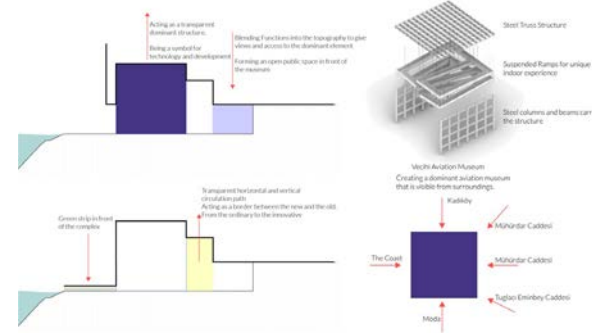 Acting as a transparent
dominant structure.
Being a symbol for
technology and development
Blending Functions into the topography to give
views and access to the dominant element
Forming an open public space in front of
the museum
Steel Truss Structure
Suspended Ramps for unique
indoor experience
Steel columns and beams carr
the structure
Vecihi Aviation Museum
Creating a dominant aviation museum
that is visible from surroundings.
Green strip in front
of the complex
Transparent horizontal and vertical
circulation path
Acting as a border between the new and the old.
From the ordinary to the innovative
Kadıköy
Mühürdar Caddesi
The Coast
Mühürdar Caddesi
Tuglacı Eminbey Caddesi
Moda